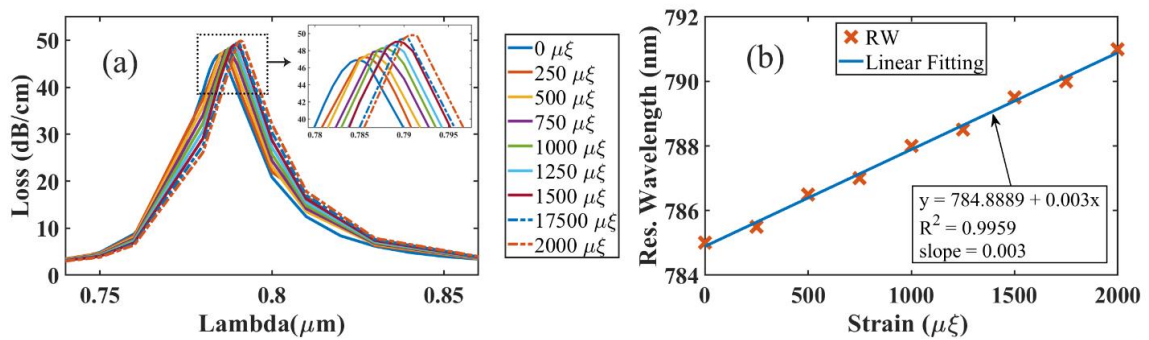 (a)
Loss (dB/cm)
50
40
30
20
10
0
0.75
0.8
0.85
Lambda(μm)
50
48
46
44
42
40
0.78
0.785
0.79
0.795
0 μξ
250 μξ
500 μξ
750 μξ
1000 μξ
1250 μξ
1500 μξ
17500 μξ
2000 μξ
(b)
Res. Wavelength (nm)
792
790
788
786
784
0
500
1000
1500
2000
Strain (μξ)
RW
Linear Fitting
y = 784.8889 + 0.003x
R² = 0.9959
slope = 0.003